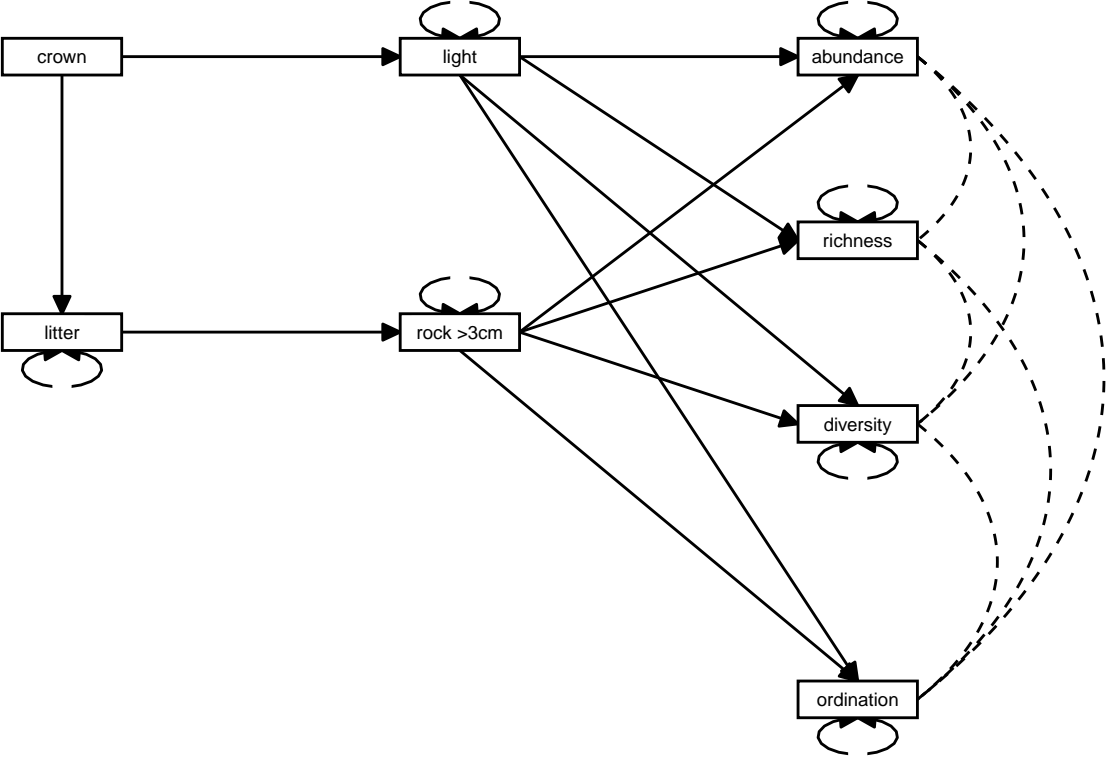 crown
light
abundance
richness
litter
rock >3cm
diversity
ordination